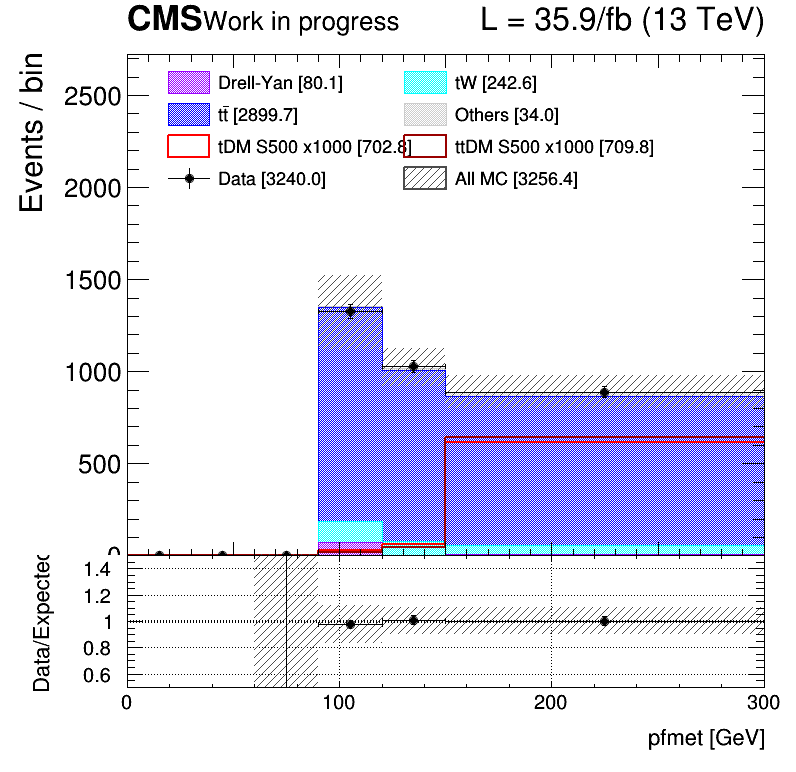 CMS Work in progress L = 35.9/fb (13 TeV)
Events / bin
2500
2000
1500
1000
500
0
Drell-Yan [80.1] tW [242.6]
tt̄ [2899.7] Others [34.0]
tDM S500 x1000 [702.8] ttDM S500 x1000 [709.8]
Data [3240.0] All MC [3256.4]
Data/Expected
1.4
1.2
1
0.8
0.6
0 100 200 300
pfmet [GeV]